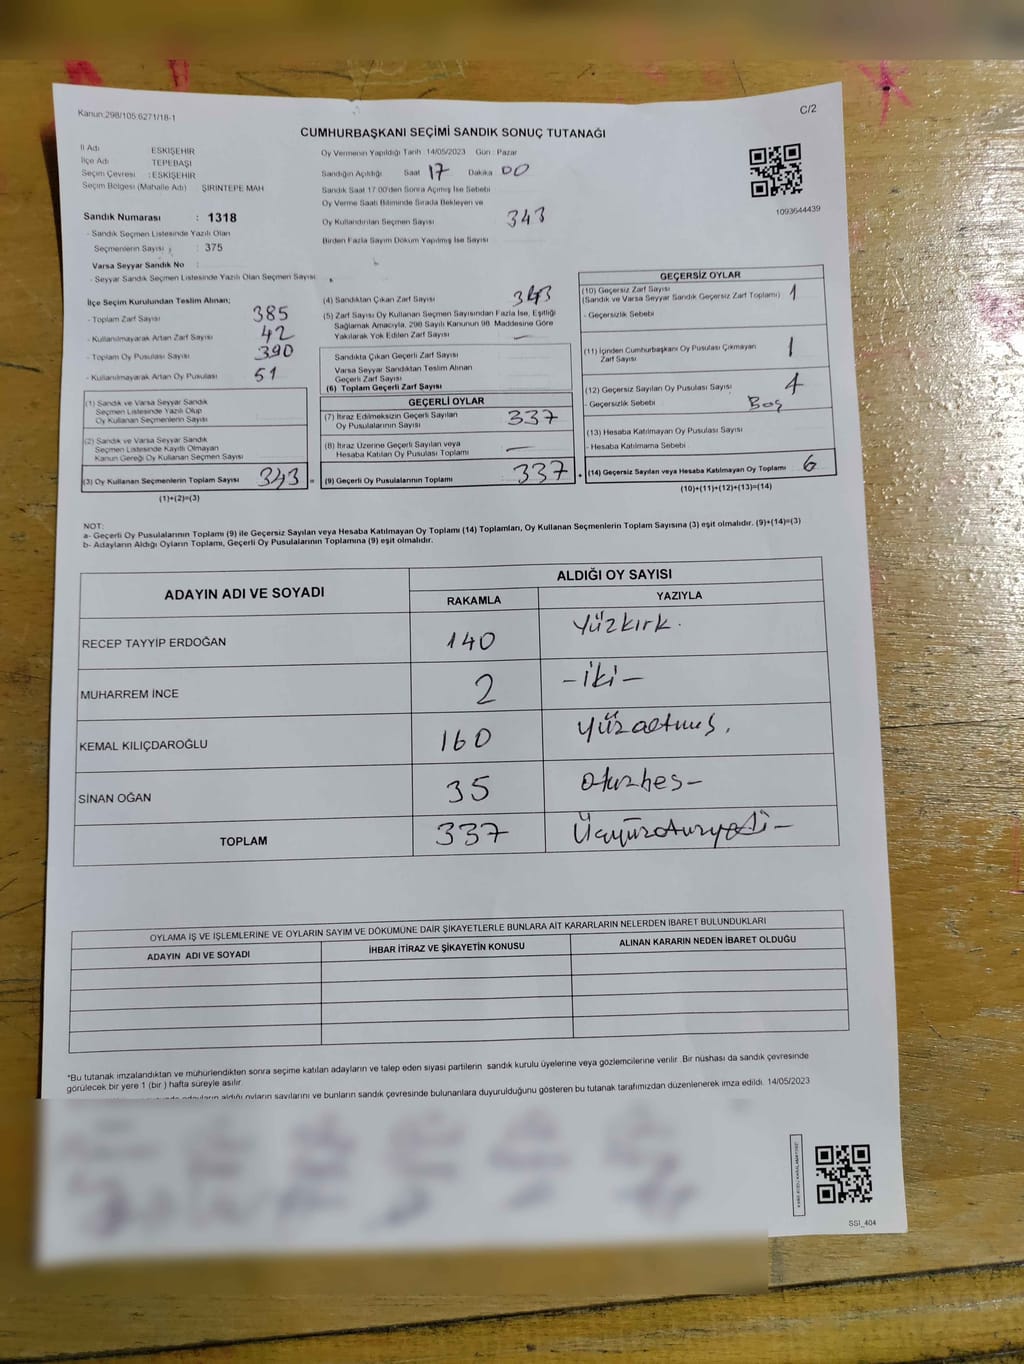 Kanun:298/105:6271/18-1
C/2
CUMHURBAŞKANI SEÇİMİ SANDIK SONUÇ TUTANAĞI
İl Adı ESKİŞEHİR
İlçe Adı TEPEBAŞI
Seçim Çevresi : ESKİŞEHİR
Seçim Bölgesi (Mahalle Adı) ŞİRİNTEPE MAH
Oy Vermenin Yapıldığı Tarih :14/05/2023 Gün : Pazar
Sandığın Açıldığı Saat 17 Dakika 00
Sandık Saat 17:00'den Sonra Açmış İse Sebebi
Oy Verme Saati Bitiminde Sırada Bekleyen ve
Oy Kullandırılan Seçmen Sayısı 343
Birden Fazla Sayım Döküm Yapılmış İse Sayısı
1093644439
Sandık Numarası : 1318
- Sandık Seçmen Listesinde Yazılı Olan
Seçmenlerin Sayısı : 375
Varsa Seyyar Sandık No
- Seyyar Sandık Seçmen Listesinde Yazılı Olan Seçmen Sayısı:
İlçe Seçim Kurulundan Teslim Alınan;
- Toplam Zarf Sayısı 385
- Kullanılmayarak Artan Zarf Sayısı 42
- Toplam Oy Pusulası Sayısı 390
- Kullanılmayarak Artan Oy Pusulası 51
(1) Sandık ve Varsa Seyyar Sandık
Seçmen Listesinde Yazılı Olup
Oy Kullanan Seçmenlerin Sayısı
(2) Sandık ve Varsa Seyyar Sandık
Seçmen Listesinde Kayıtlı Olmayan
Kanun Gereği Oy Kullanan Seçmen Sayısı
(3) Oy Kullanan Seçmenlerin Toplam Sayısı 343 =
(1)+(2)=(3)
(4) Sandıktan Çıkan Zarf Sayısı 343
(5) Zarf Sayısı Oy Kullanan Seçmen Sayısından Fazla İse, Eşitliği
Sağlamak Amacıyla, 298 Sayılı Kanunun 98. Maddesine Göre
Yakılarak Yok Edilen Zarf Sayısı —
Sandıkta Çıkan Geçerli Zarf Sayısı
Varsa Seyyar Sandıktan Teslim Alınan
Geçerli Zarf Sayısı
(6) Toplam Geçerli Zarf Sayısı
GEÇERLİ OYLAR
(7) İtiraz Edilmeksizin Geçerli Sayılan
Oy Pusulasının Sayısı 337
(8) İtiraz Üzerine Geçerli Sayılan veya
Hesaba Katılan Oy Pusulası Toplamı —
(9) Geçerli Oy Pusulalarının Toplamı 337 +
GEÇERSİZ OYLAR
(10) Geçersiz Zarf Sayısı
(Sandık ve Varsa Seyyar Sandık Geçersiz Zarf Toplamı) 1
- Geçersizlik Sebebi
(11) İçinden Cumhurbaşkanı Oy Pusulası Çıkmayan
Zarf Sayısı 1
(12) Geçersiz Sayılan Oy Pusulası Sayısı 4
- Geçersizlik Sebebi Boş
(13) Hesaba Katılmayan Oy Pusulası Sayısı
- Hesaba Katılmama Sebebi
(14) Geçersiz Sayılan veya Hesaba Katılmayan Oy Toplamı 6
(10)+(11)+(12)+(13)=(14)
NOT:
a- Geçerli Oy Pusulalarının Toplamı (9) ile Geçersiz Sayılan veya Hesaba Katılmayan Oy Toplamı (14) Toplamları, Oy Kullanan Seçmenlerin Toplam Sayısına (3) eşit olmalıdır. (9)+(14)=(3)
b- Adayların Aldığı Oyların Toplamı, Geçerli Oy Pusulalarının Toplamına (9) eşit olmalıdır.
ADAYIN ADI VE SOYADI
ALDIĞI OY SAYISI
RAKAMLA YAZIYLA
RECEP TAYYİP ERDOĞAN 140 Yüzkırk.
MUHARREM İNCE 2 –iki–
KEMAL KILIÇDAROĞLU 160 yüzaltmış.
SİNAN OĞAN 35 otuzbeş–
TOPLAM 337 Üçyüzotuzyedi–
OYLAMA İŞ VE İŞLEMLERİNE VE OYLARIN SAYIM VE DÖKÜMÜNE DAİR ŞİKAYETLERLE BUNLARA AİT KARARLARIN NELERDEN İBARET BULUNDUKLARI
ADAYIN ADI VE SOYADI İHBAR İTİRAZ VE ŞİKAYETİN KONUSU ALINAN KARARIN NEDEN İBARET OLDUĞU
*Bu tutanak imzalandıktan ve mühürlendikten sonra seçime katılan adayların ve talep eden siyasi partilerin sandık kurulu üyelerine veya gözlemcilerine verilir. Bir nüshası da sandık çevresinde
görülecek bir yere 1 (bir ) hafta süreyle asılır.
adayların aldığı oyların sayılarını ve bunların sandık çevresinde bulunanlara duyurulduğunu gösteren bu tutanak tarafımızdan düzenlenerek imza edildi. 14/05/2023
SSI_404